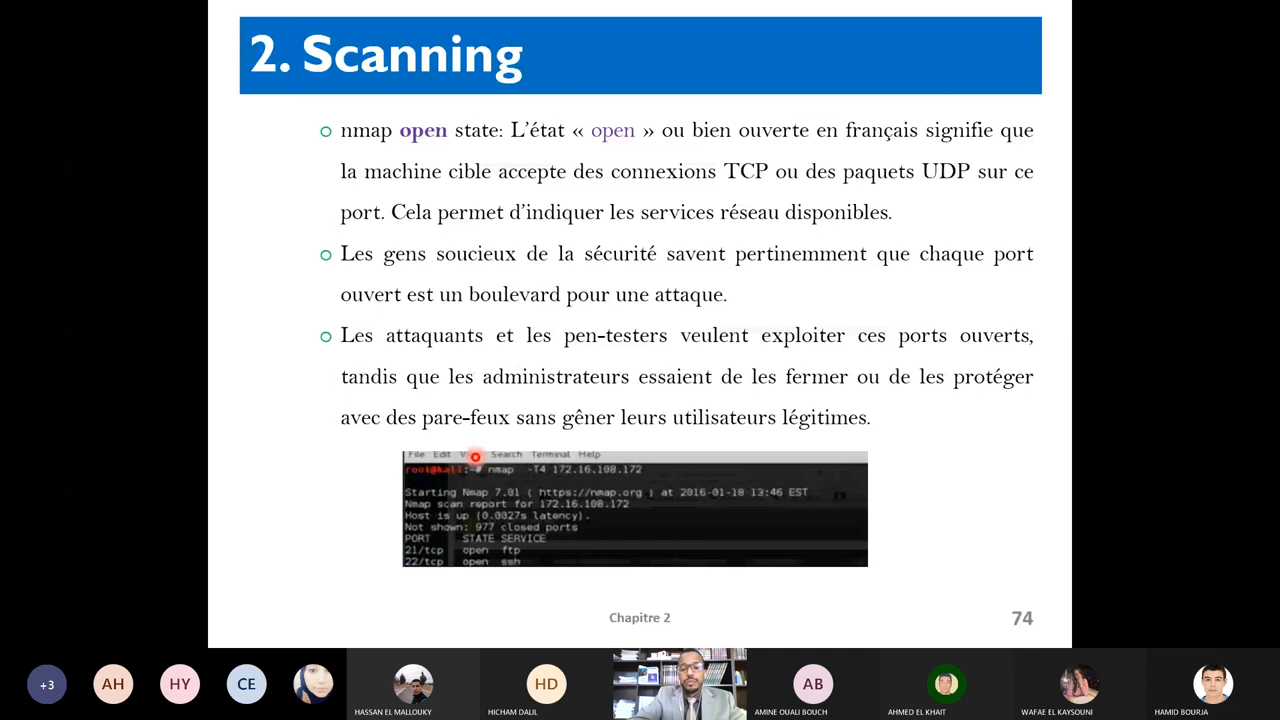 2. Scanning
nmap open state: L’état « open » ou bien ouverte en français signifie que
la machine cible accepte des connexions TCP ou des paquets UDP sur ce
port. Cela permet d’indiquer les services réseau disponibles.
Les gens soucieux de la sécurité savent pertinemment que chaque port
ouvert est un boulevard pour une attaque.
Les attaquants et les pen-testers veulent exploiter ces ports ouverts,
tandis que les administrateurs essaient de les fermer ou de les protéger
avec des pare-feux sans gêner leurs utilisateurs légitimes.
File Edit Search Terminal Help
root@kali:~# nmap -T4 172.16.108.172
Starting Nmap 7.01 ( https://nmap.org ) at 2016-01-18 13:46 EST
Nmap scan report for 172.16.108.172
Host is up (0.0027s latency).
Not shown: 977 closed ports
PORT STATE SERVICE
21/tcp open ftp
22/tcp open ssh
Chapitre 2
74
+3
AH
HY
CE
HD
AB
HASSAN EL MALLOUKY
HICHAM DALIL
AMINE OUALI BOUCH
AHMED EL KHAIT
WAFAE EL KAYSOUNI
HAMID BOURJA